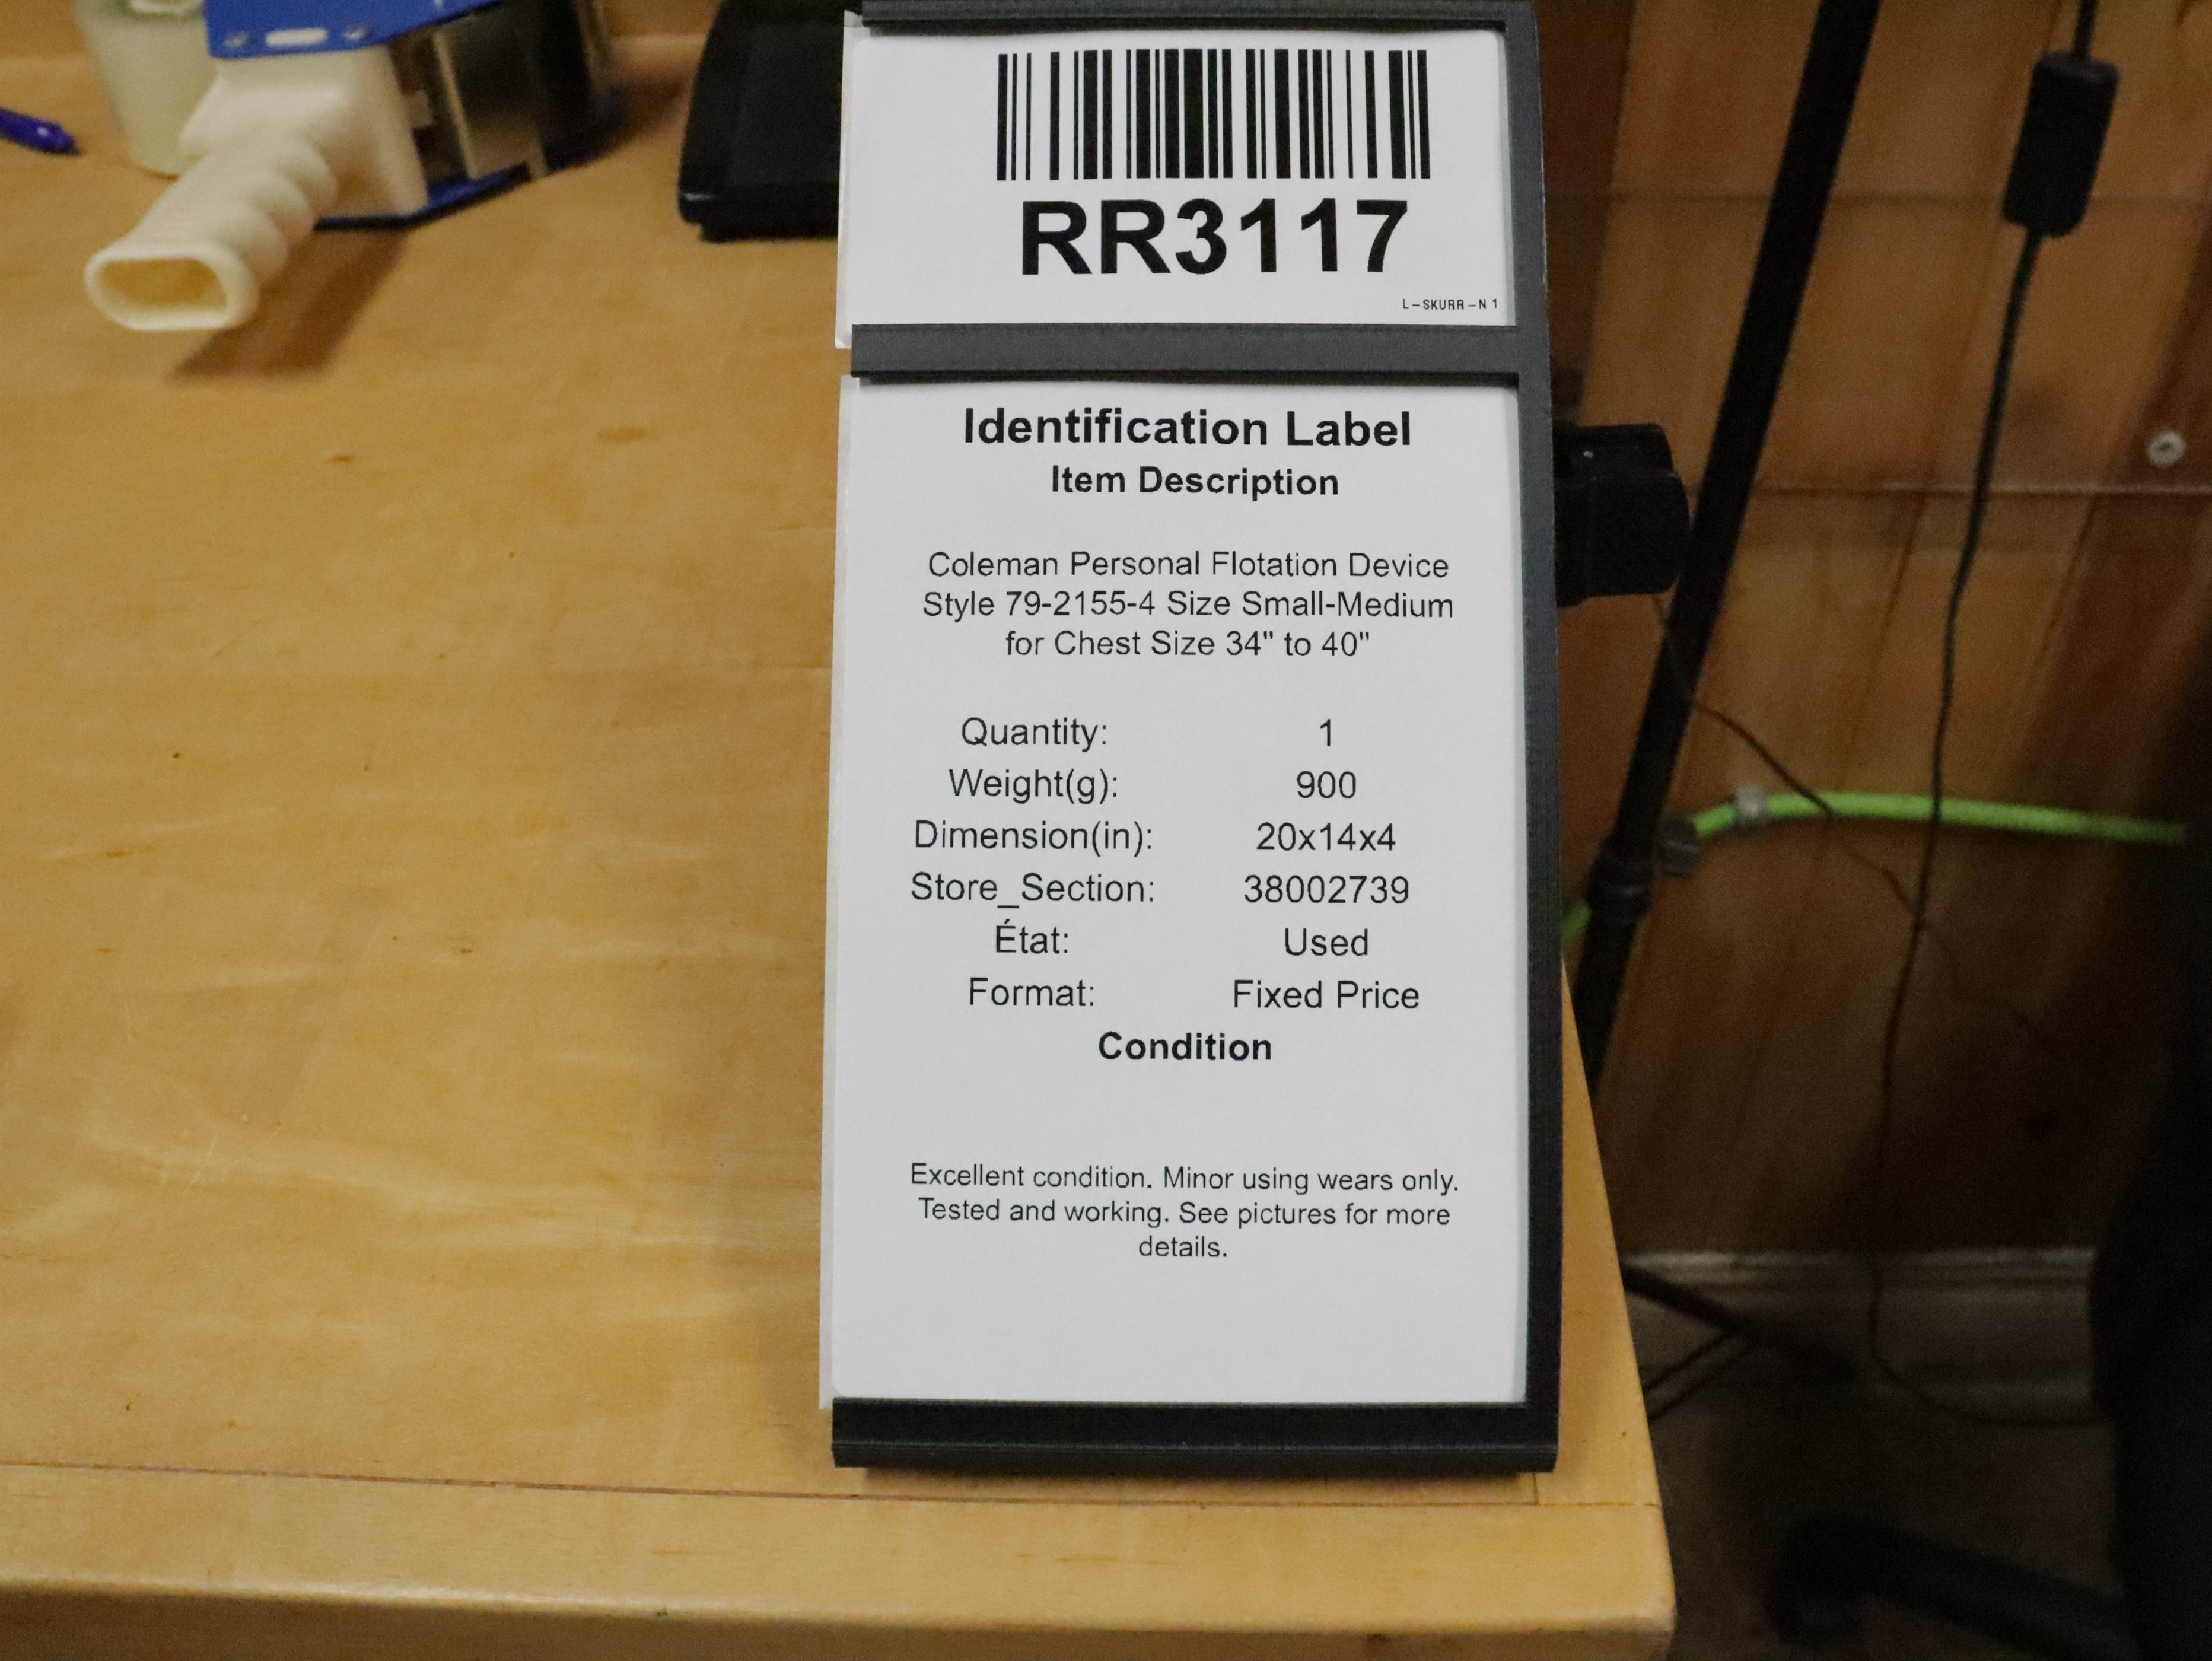 RR3117
L-SKURR-N 1
Identification Label
Item Description
Coleman Personal Flotation Device
Style 79-2155-4 Size Small-Medium
for Chest Size 34" to 40"
Quantity: 1
Weight(g): 900
Dimension(in): 20x14x4
Store_Section: 38002739
État: Used
Format: Fixed Price
Condition
Excellent condition. Minor using wears only.
Tested and working. See pictures for more
details.